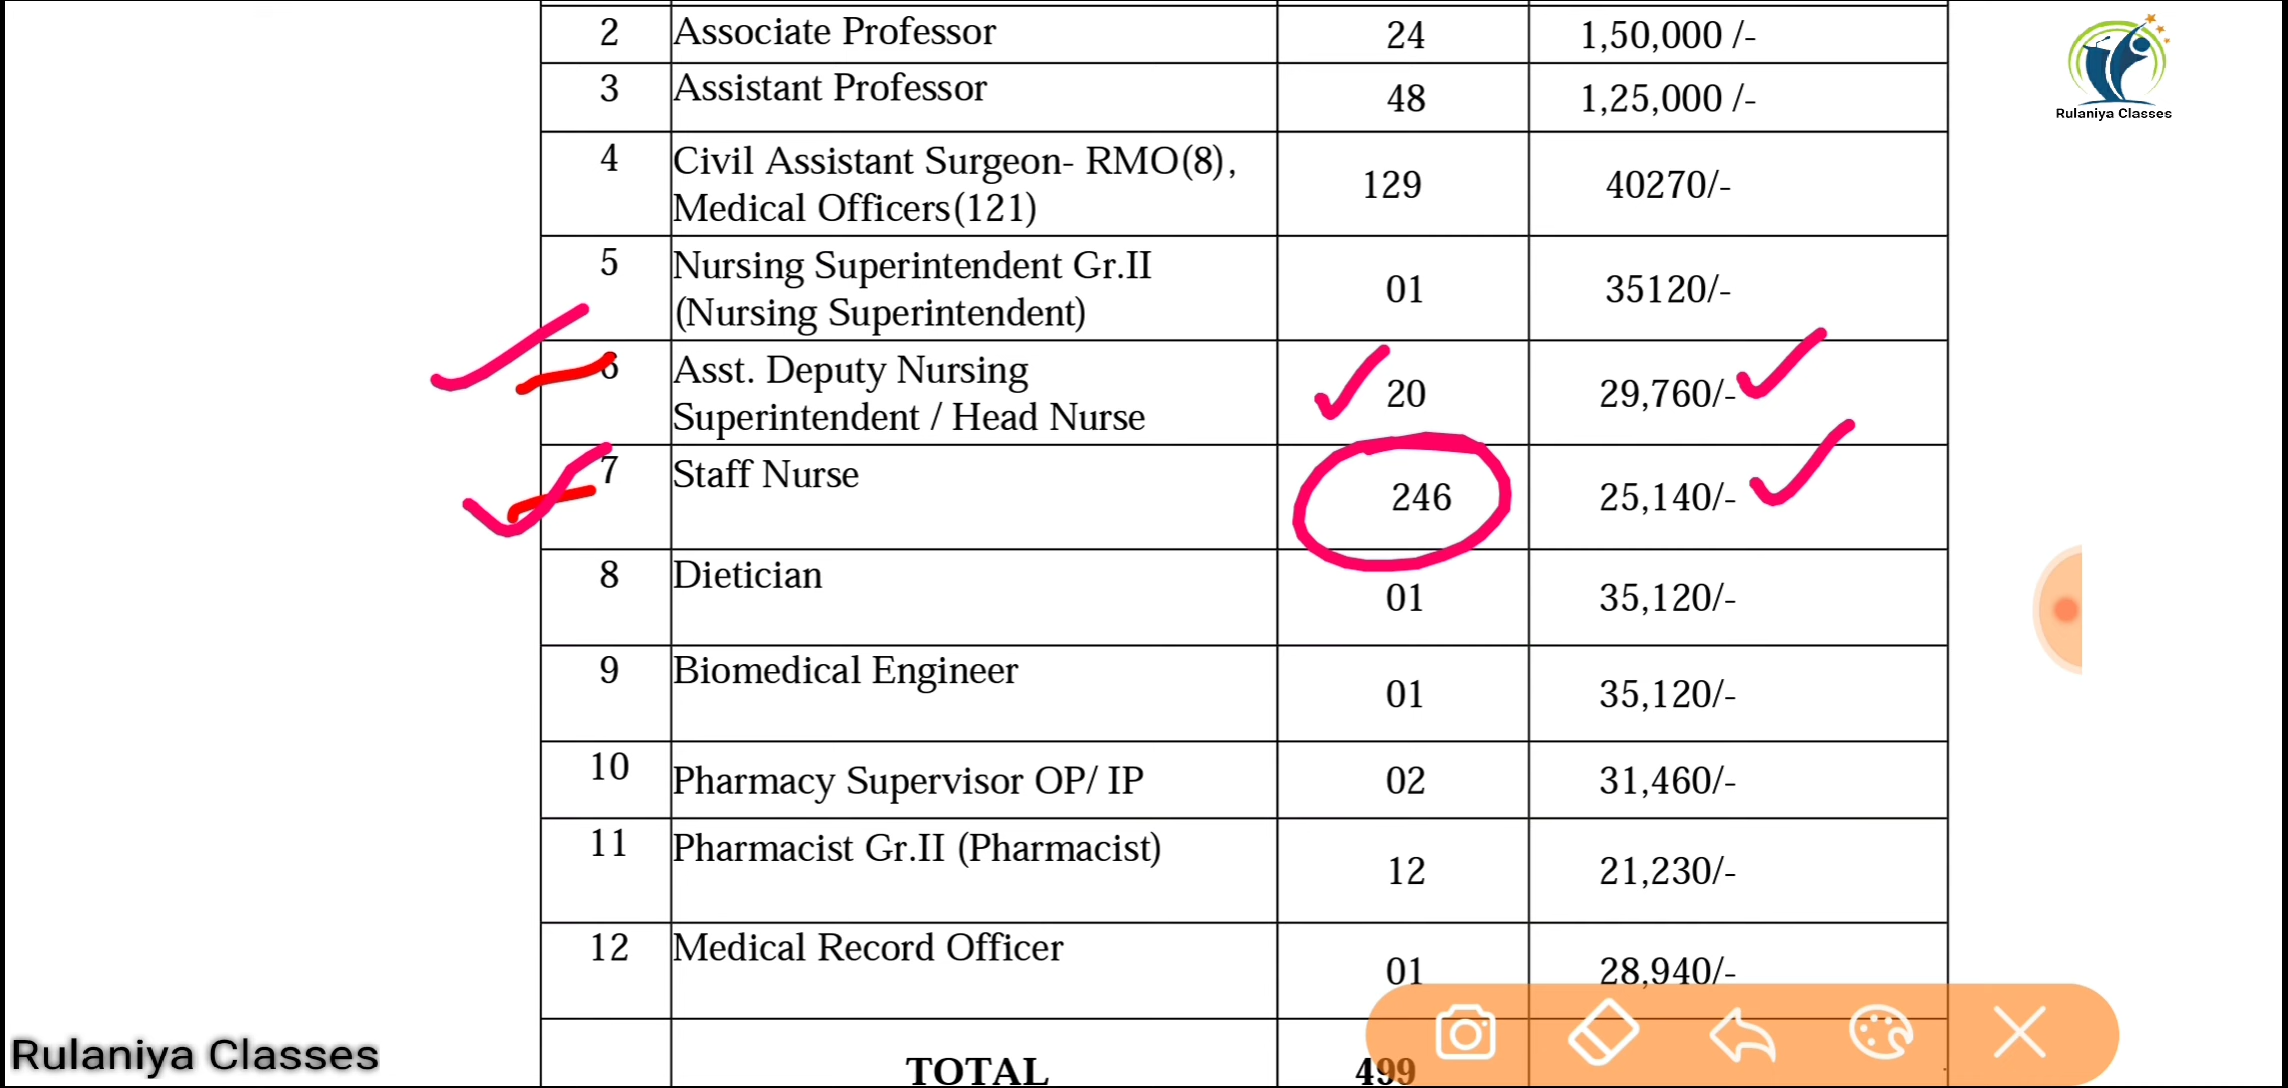 2 Associate Professor 24 1,50,000 /-
Rulaniya Classes
3 Assistant Professor 48 1,25,000 /-
4 Civil Assistant Surgeon- RMO(8),
Medical Officers(121) 129 40270/-
5 Nursing Superintendent Gr.II
(Nursing Superintendent) 01 35120/-
6 Asst. Deputy Nursing
Superintendent / Head Nurse 20 29,760/-
7 Staff Nurse 246 25,140/-
8 Dietician 01 35,120/-
9 Biomedical Engineer 01 35,120/-
10 Pharmacy Supervisor OP/ IP 02 31,460/-
11 Pharmacist Gr.II (Pharmacist) 12 21,230/-
12 Medical Record Officer 01 28,940/-
TOTAL 499
Rulaniya Classes